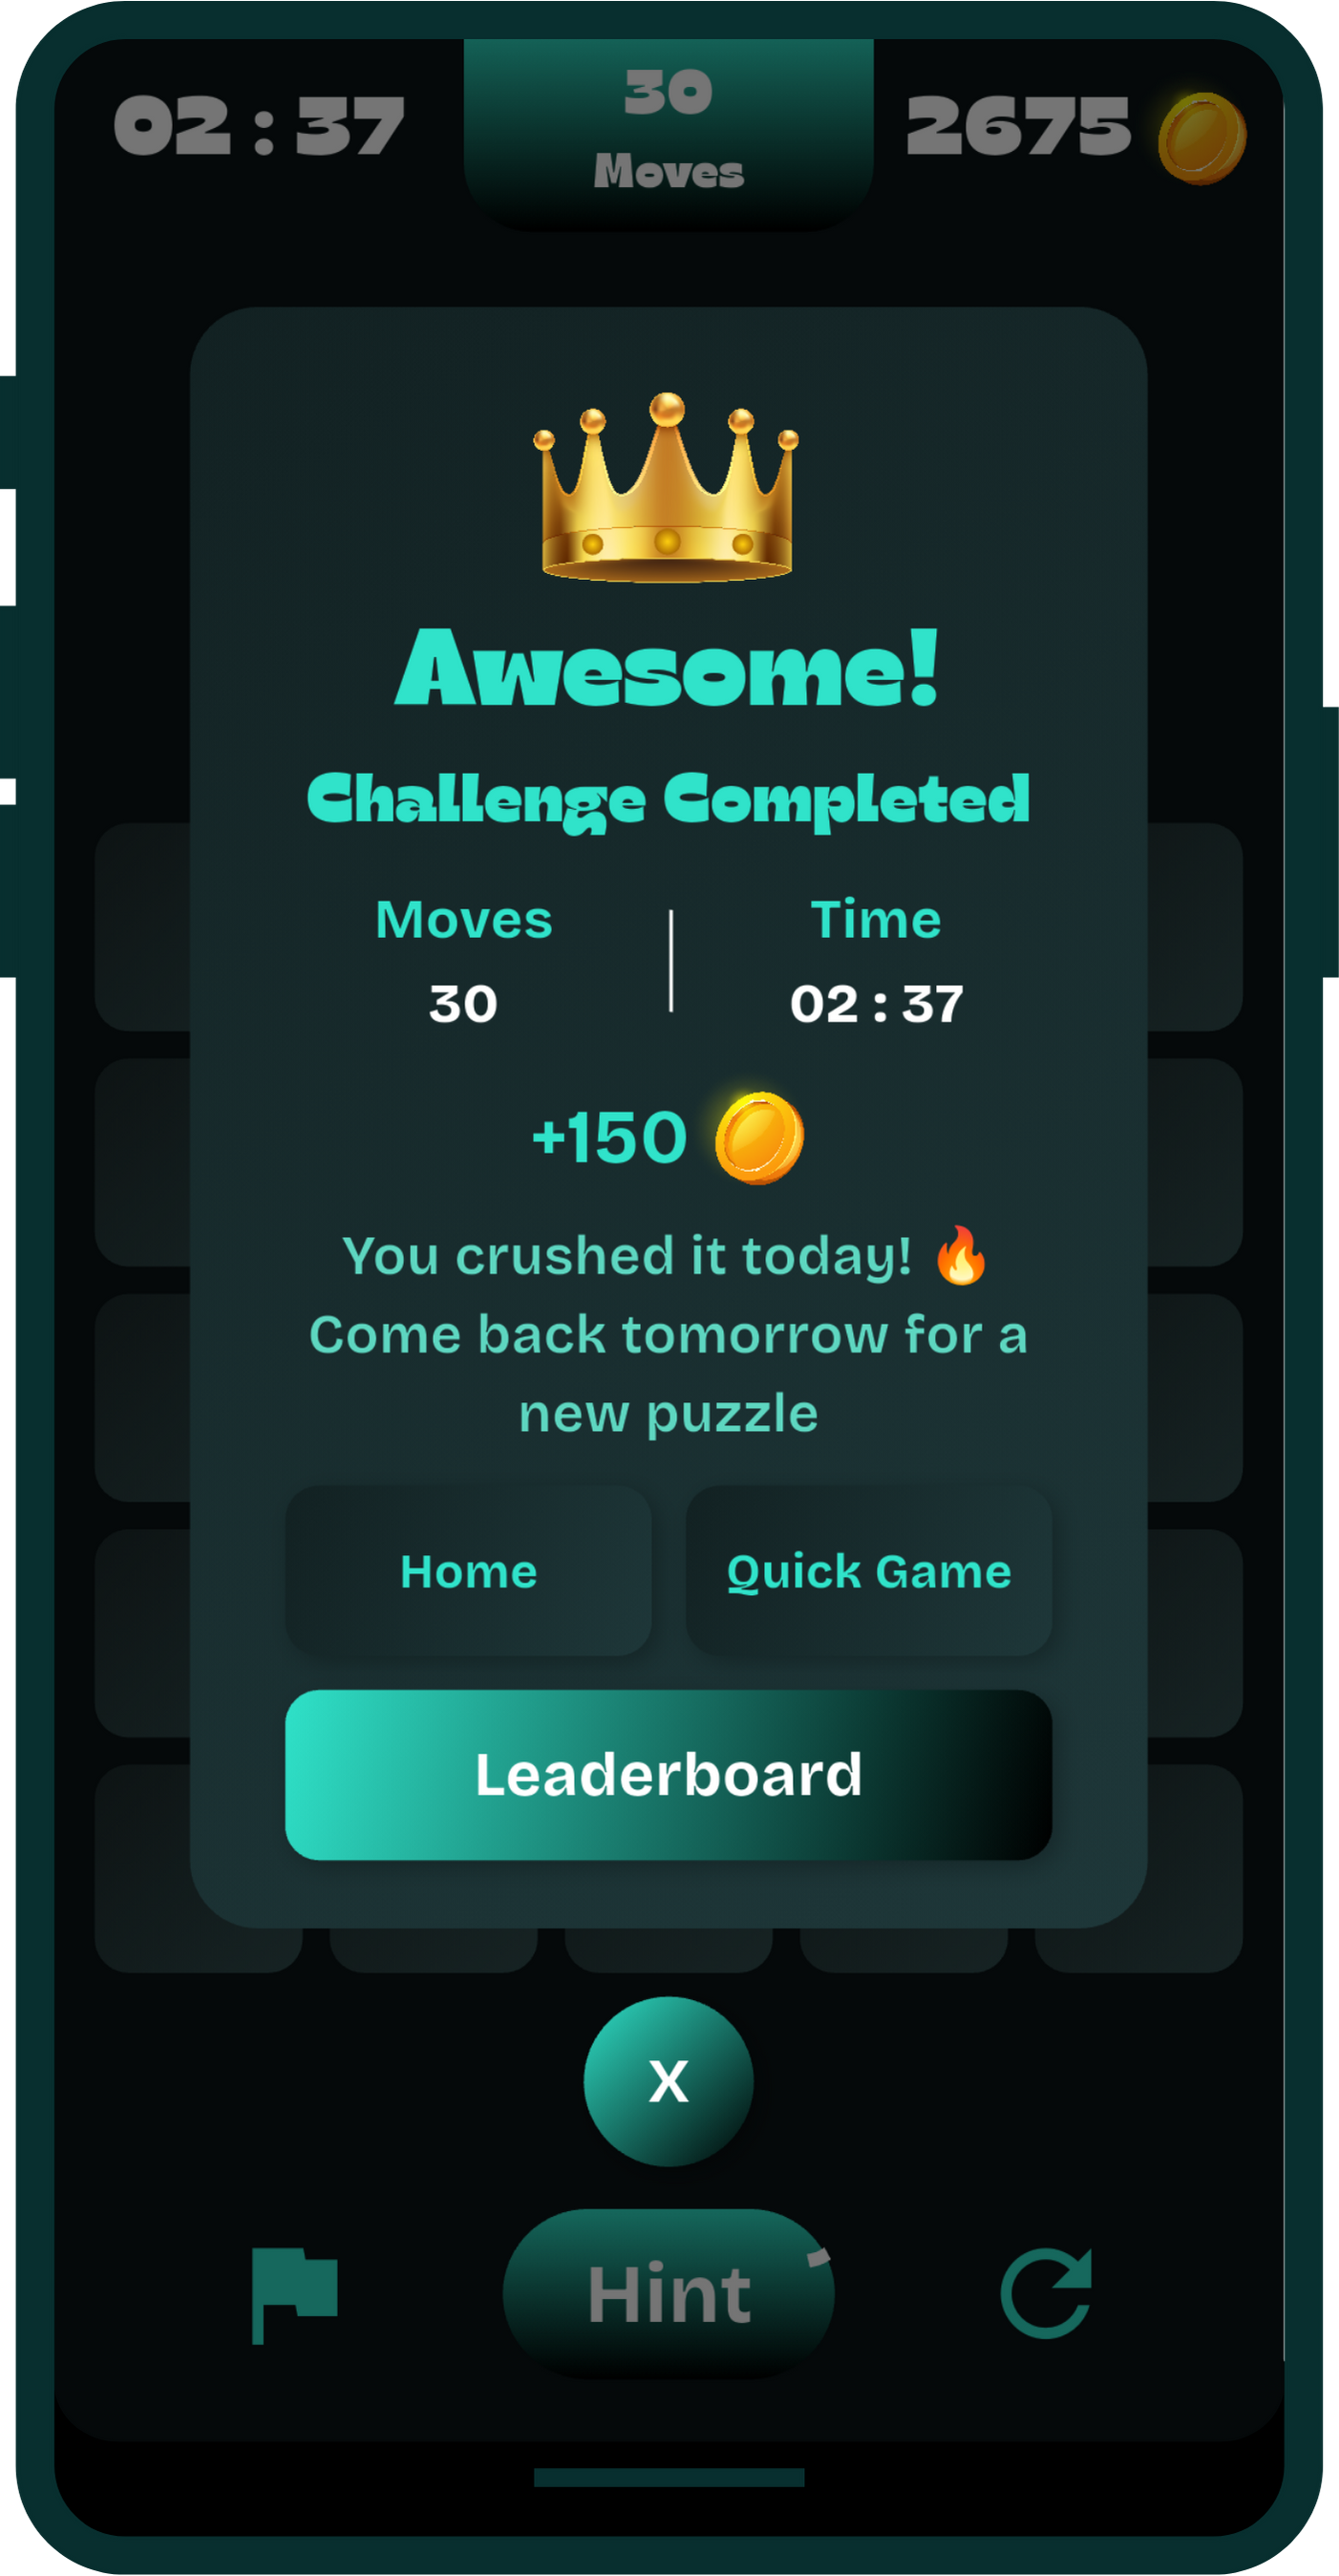 02 : 37
30
Moves
2675
Awesome!
Challenge Completed
Moves
Time
30
02 : 37
+150
You crushed it today! 🔥
Come back tomorrow for a
new puzzle
Home
Quick Game
Leaderboard
X
Hint